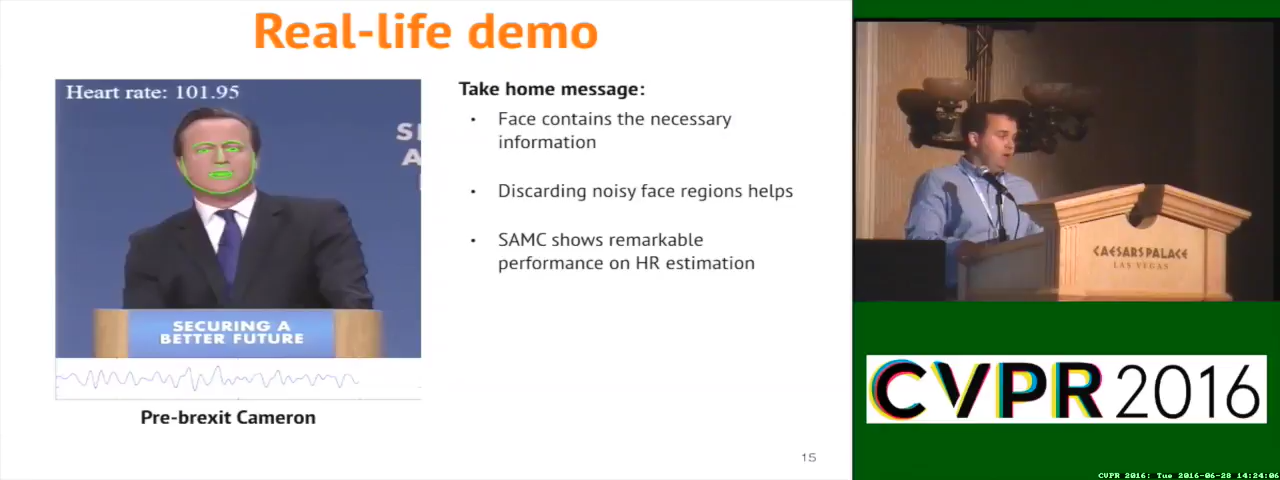 Real-life demo
Heart rate: 101.95
SECURING A
BETTER FUTURE
Pre-brexit Cameron
Take home message:
• Face contains the necessary
information
• Discarding noisy face regions helps
• SAMC shows remarkable
performance on HR estimation
15
CAESARS PALACE
LAS VEGAS
CVPR 2016
CVPR 2016: Tue 2016-06-28 14:24:06